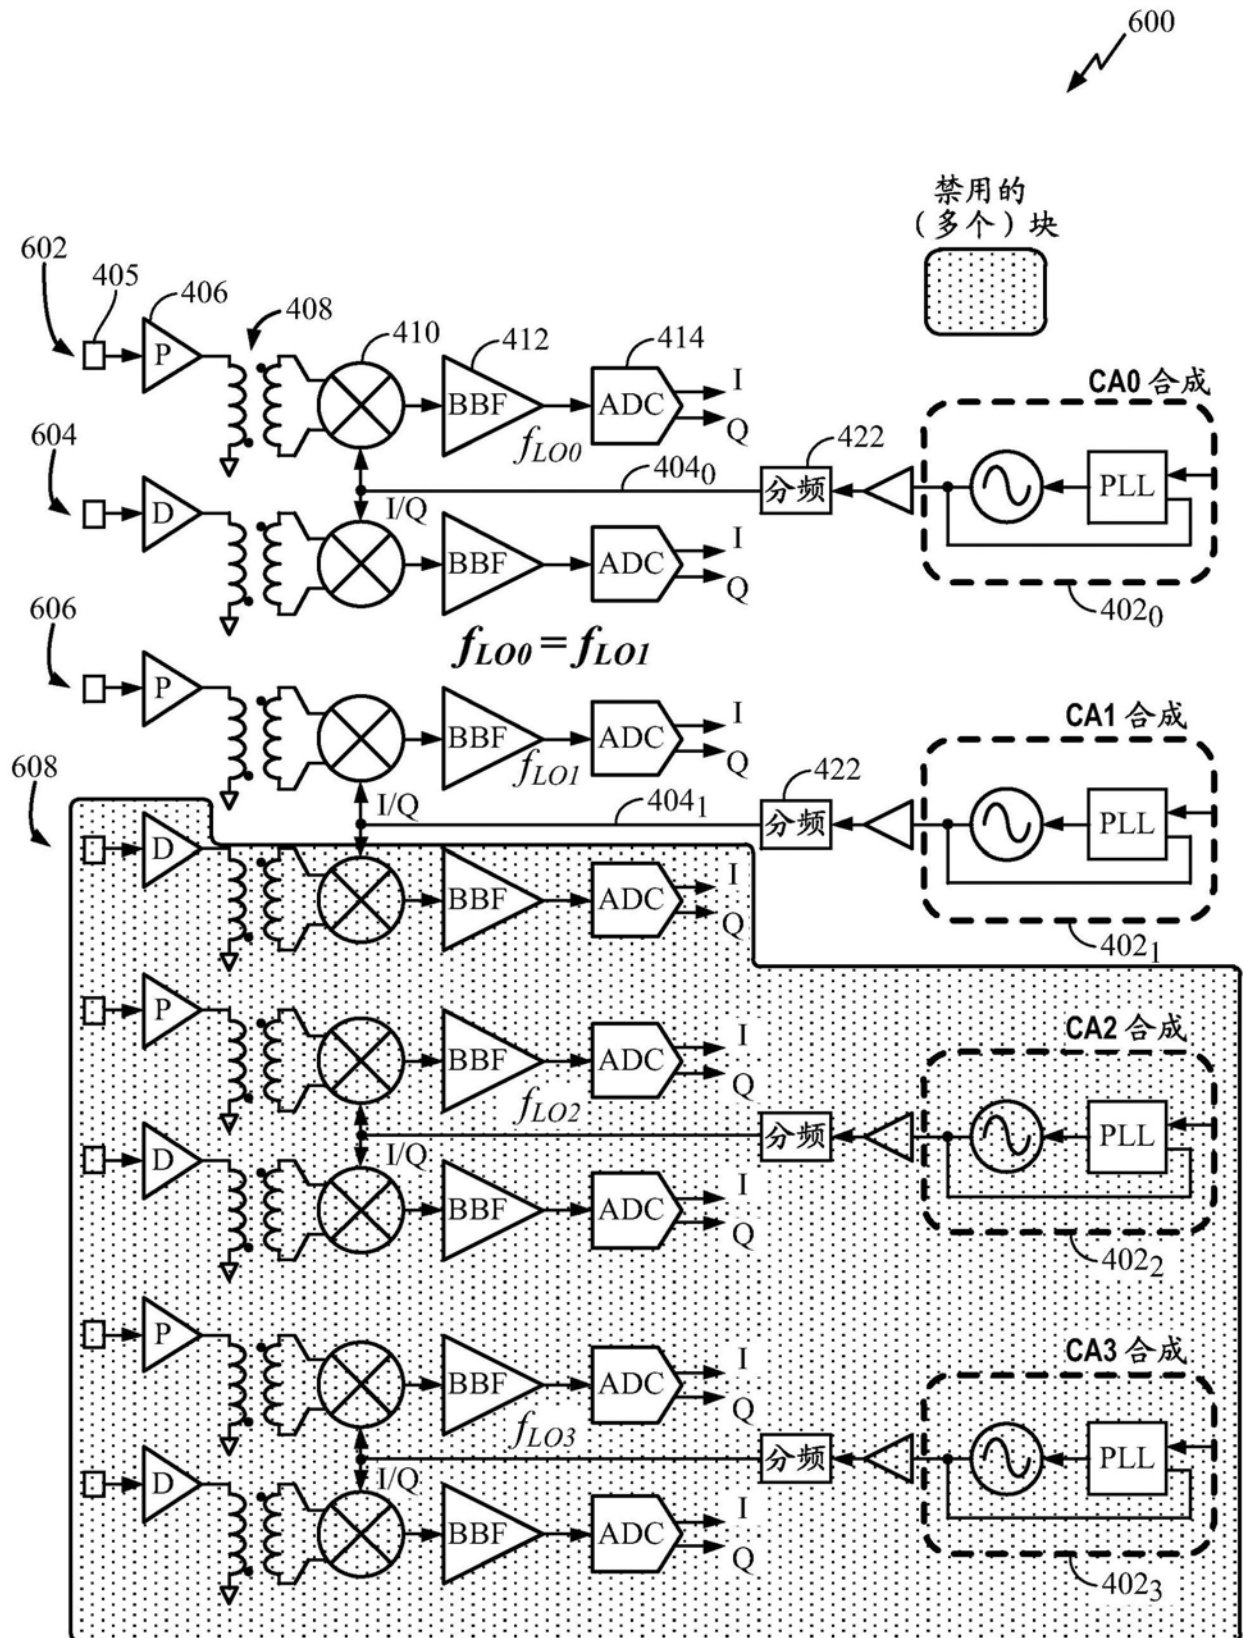 600
禁用的
（多个）块
602
405
406
408
410
412
414
P
BBF
ADC
I
Q
fLO0
CA0 合成
422
404₀
分频
PLL
402₀
604
D
I/Q
BBF
ADC
I
Q
fLO0 = fLO1
606
P
BBF
ADC
I
Q
fLO1
CA1 合成
422
404₁
分频
PLL
402₁
608
I/Q
D
BBF
ADC
I
Q
P
BBF
ADC
I
Q
fLO2
CA2 合成
分频
PLL
402₂
I/Q
D
BBF
ADC
I
Q
P
BBF
ADC
I
Q
fLO3
CA3 合成
分频
PLL
402₃
I/Q
D
BBF
ADC
I
Q